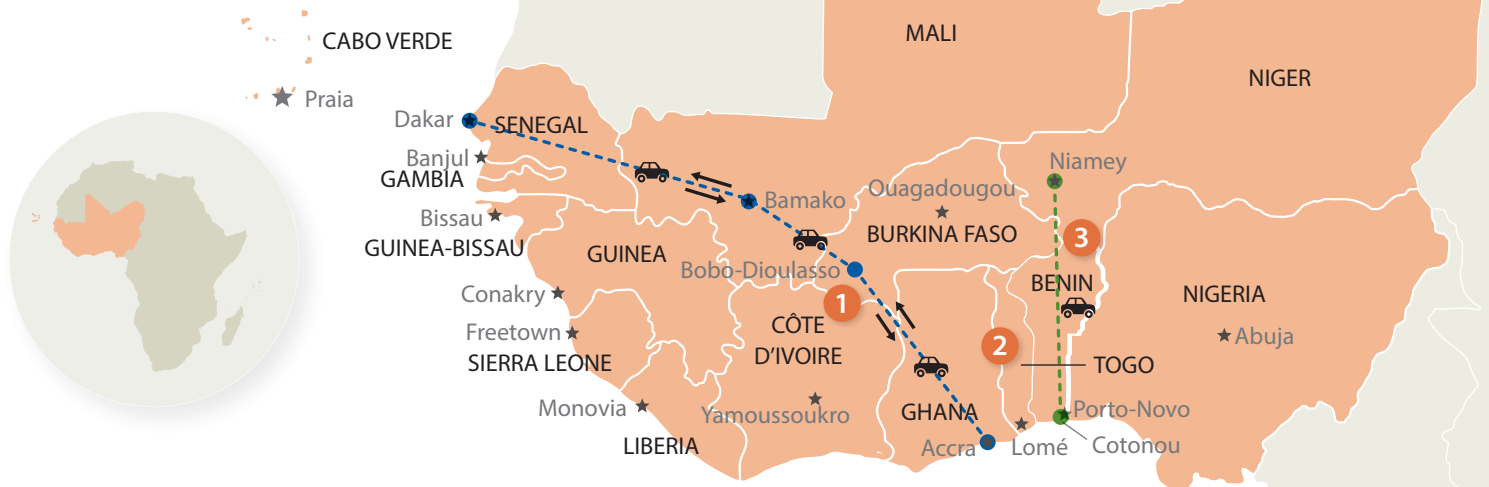 CABO VERDE
Praia
MALI
NIGER
Dakar
SENEGAL
Banjul
GAMBIA
Bissau
GUINEA-BISSAU
GUINEA
Bamako
Ouagadougou
BURKINA FASO
Niamey
3
Bobo-Dioulasso
BENIN
NIGERIA
Conakry
1
CÔTE
D'IVOIRE
Freetown
SIERRA LEONE
2
Abuja
TOGO
Monovia
Yamoussoukro
GHANA
Porto-Novo
LIBERIA
Accra
Lomé
Cotonou